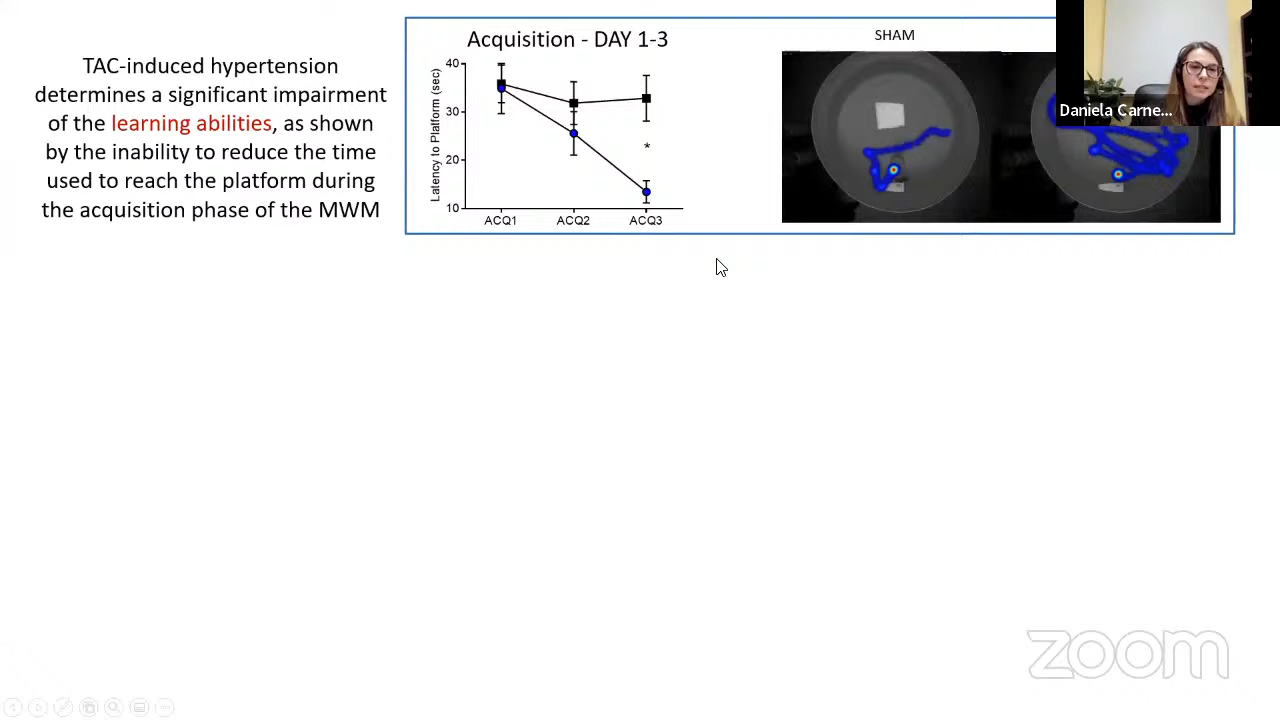 TAC-induced hypertension
determines a significant impairment
of the learning abilities, as shown
by the inability to reduce the time
used to reach the platform during
the acquisition phase of the MWM
Acquisition - DAY 1-3
Latency to Platform (sec)
40
30
20
10
*
ACQ1 ACQ2 ACQ3
SHAM
Daniela Carne...
zoom